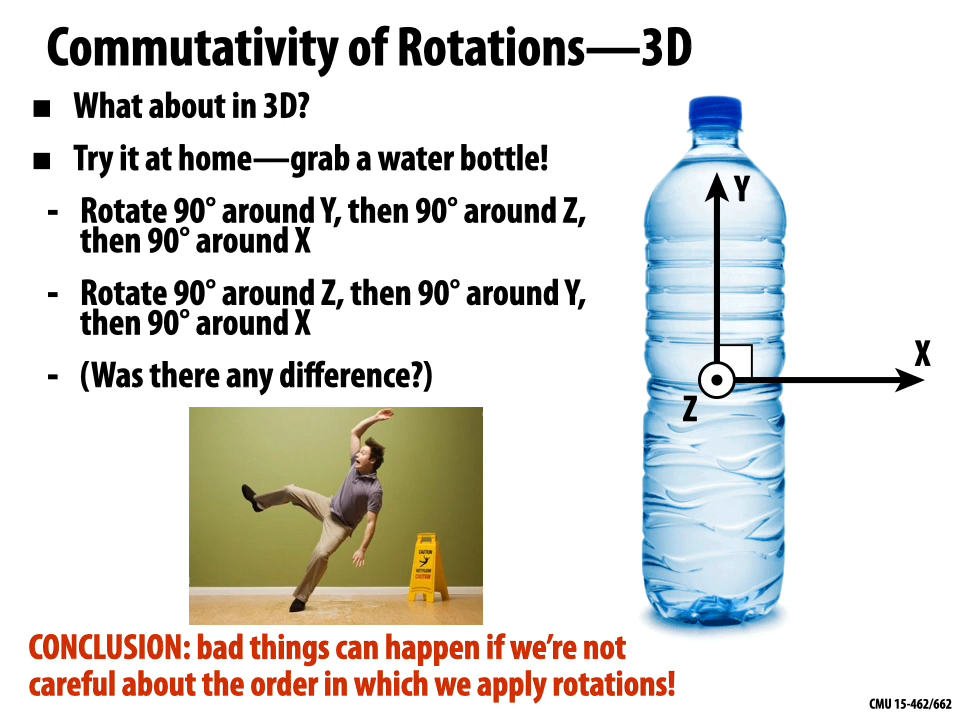 Commutativity of Rotations—3D
■ What about in 3D?
■ Try it at home—grab a water bottle!
- Rotate 90° around Y, then 90° around Z,
then 90° around X
- Rotate 90° around Z, then 90° around Y,
then 90° around X
- (Was there any difference?)
Y
X
Z
CAUTION
CAUTION
CONCLUSION: bad things can happen if we’re not
careful about the order in which we apply rotations!
CMU 15-462/662